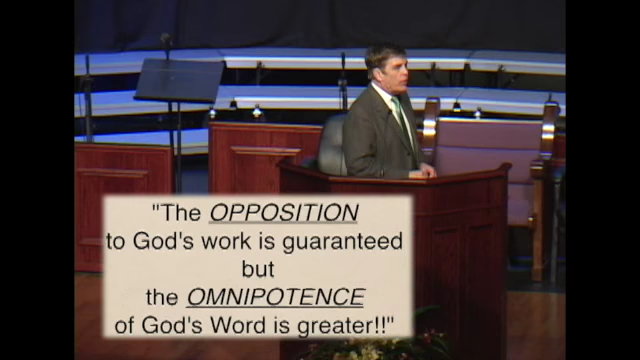 "The OPPOSITION
to God's work is guaranteed
but
the OMNIPOTENCE
of God's Word is greater!!"